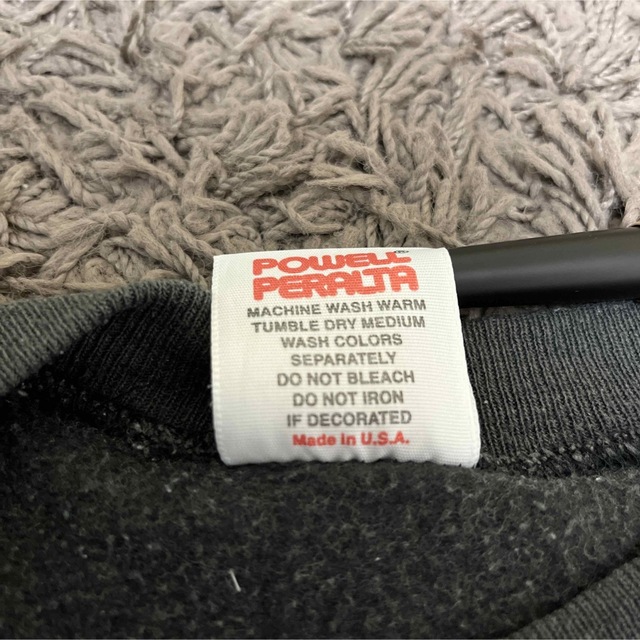 POWELL®
PERALTA
MACHINE WASH WARM
TUMBLE DRY MEDIUM
WASH COLORS
SEPARATELY
DO NOT BLEACH
DO NOT IRON
IF DECORATED
Made in U.S.A.